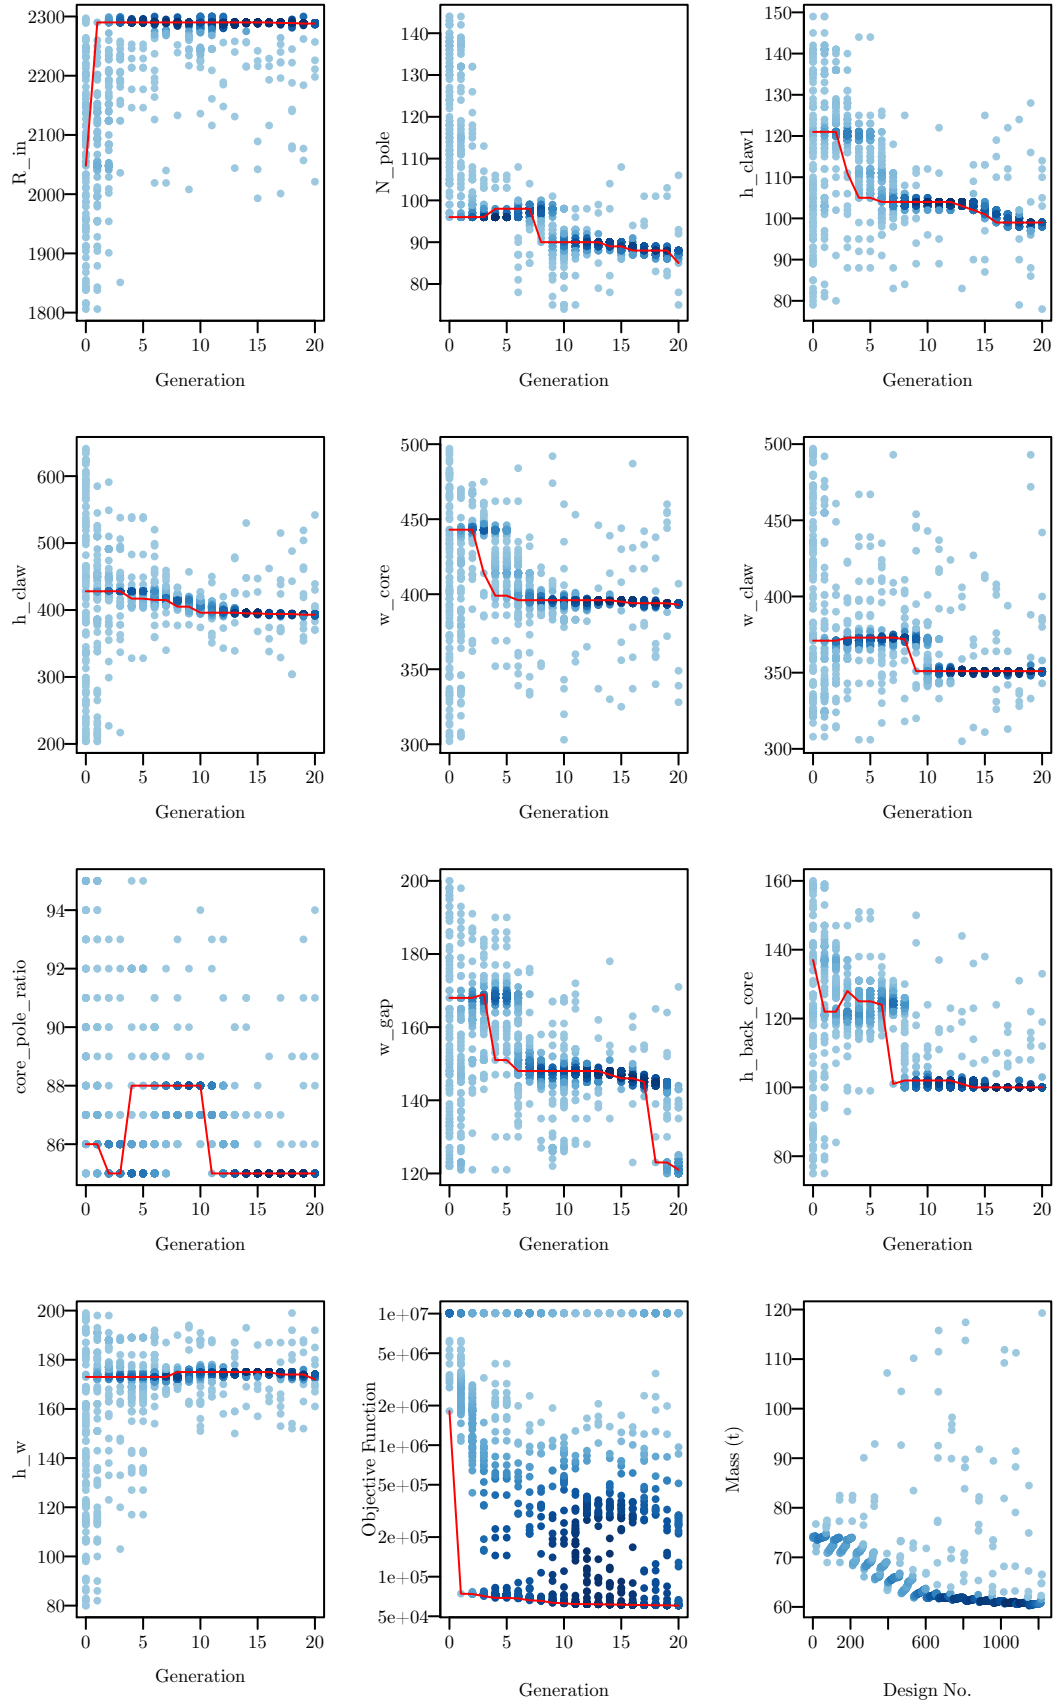 2300
2200
2100
2000
1900
1800
R_in
0 5 10 15 20
Generation
140
130
120
110
100
90
80
N_pole
0 5 10 15 20
Generation
150
140
130
120
110
100
90
80
h_claw1
0 5 10 15 20
Generation
600
500
400
300
200
h_claw
0 5 10 15 20
Generation
500
450
400
350
300
w_core
0 5 10 15 20
Generation
500
450
400
350
300
w_claw
0 5 10 15 20
Generation
94
92
90
88
86
core_pole_ratio
0 5 10 15 20
Generation
200
180
160
140
120
w_gap
0 5 10 15 20
Generation
160
140
120
100
80
h_back_core
0 5 10 15 20
Generation
200
180
160
140
120
100
80
h_w
0 5 10 15 20
Generation
1e+07
5e+06
2e+06
1e+06
5e+05
2e+05
1e+05
5e+04
Objective Function
0 5 10 15 20
Generation
120
110
100
90
80
70
60
Mass (t)
0 200 600 1000
Design No.